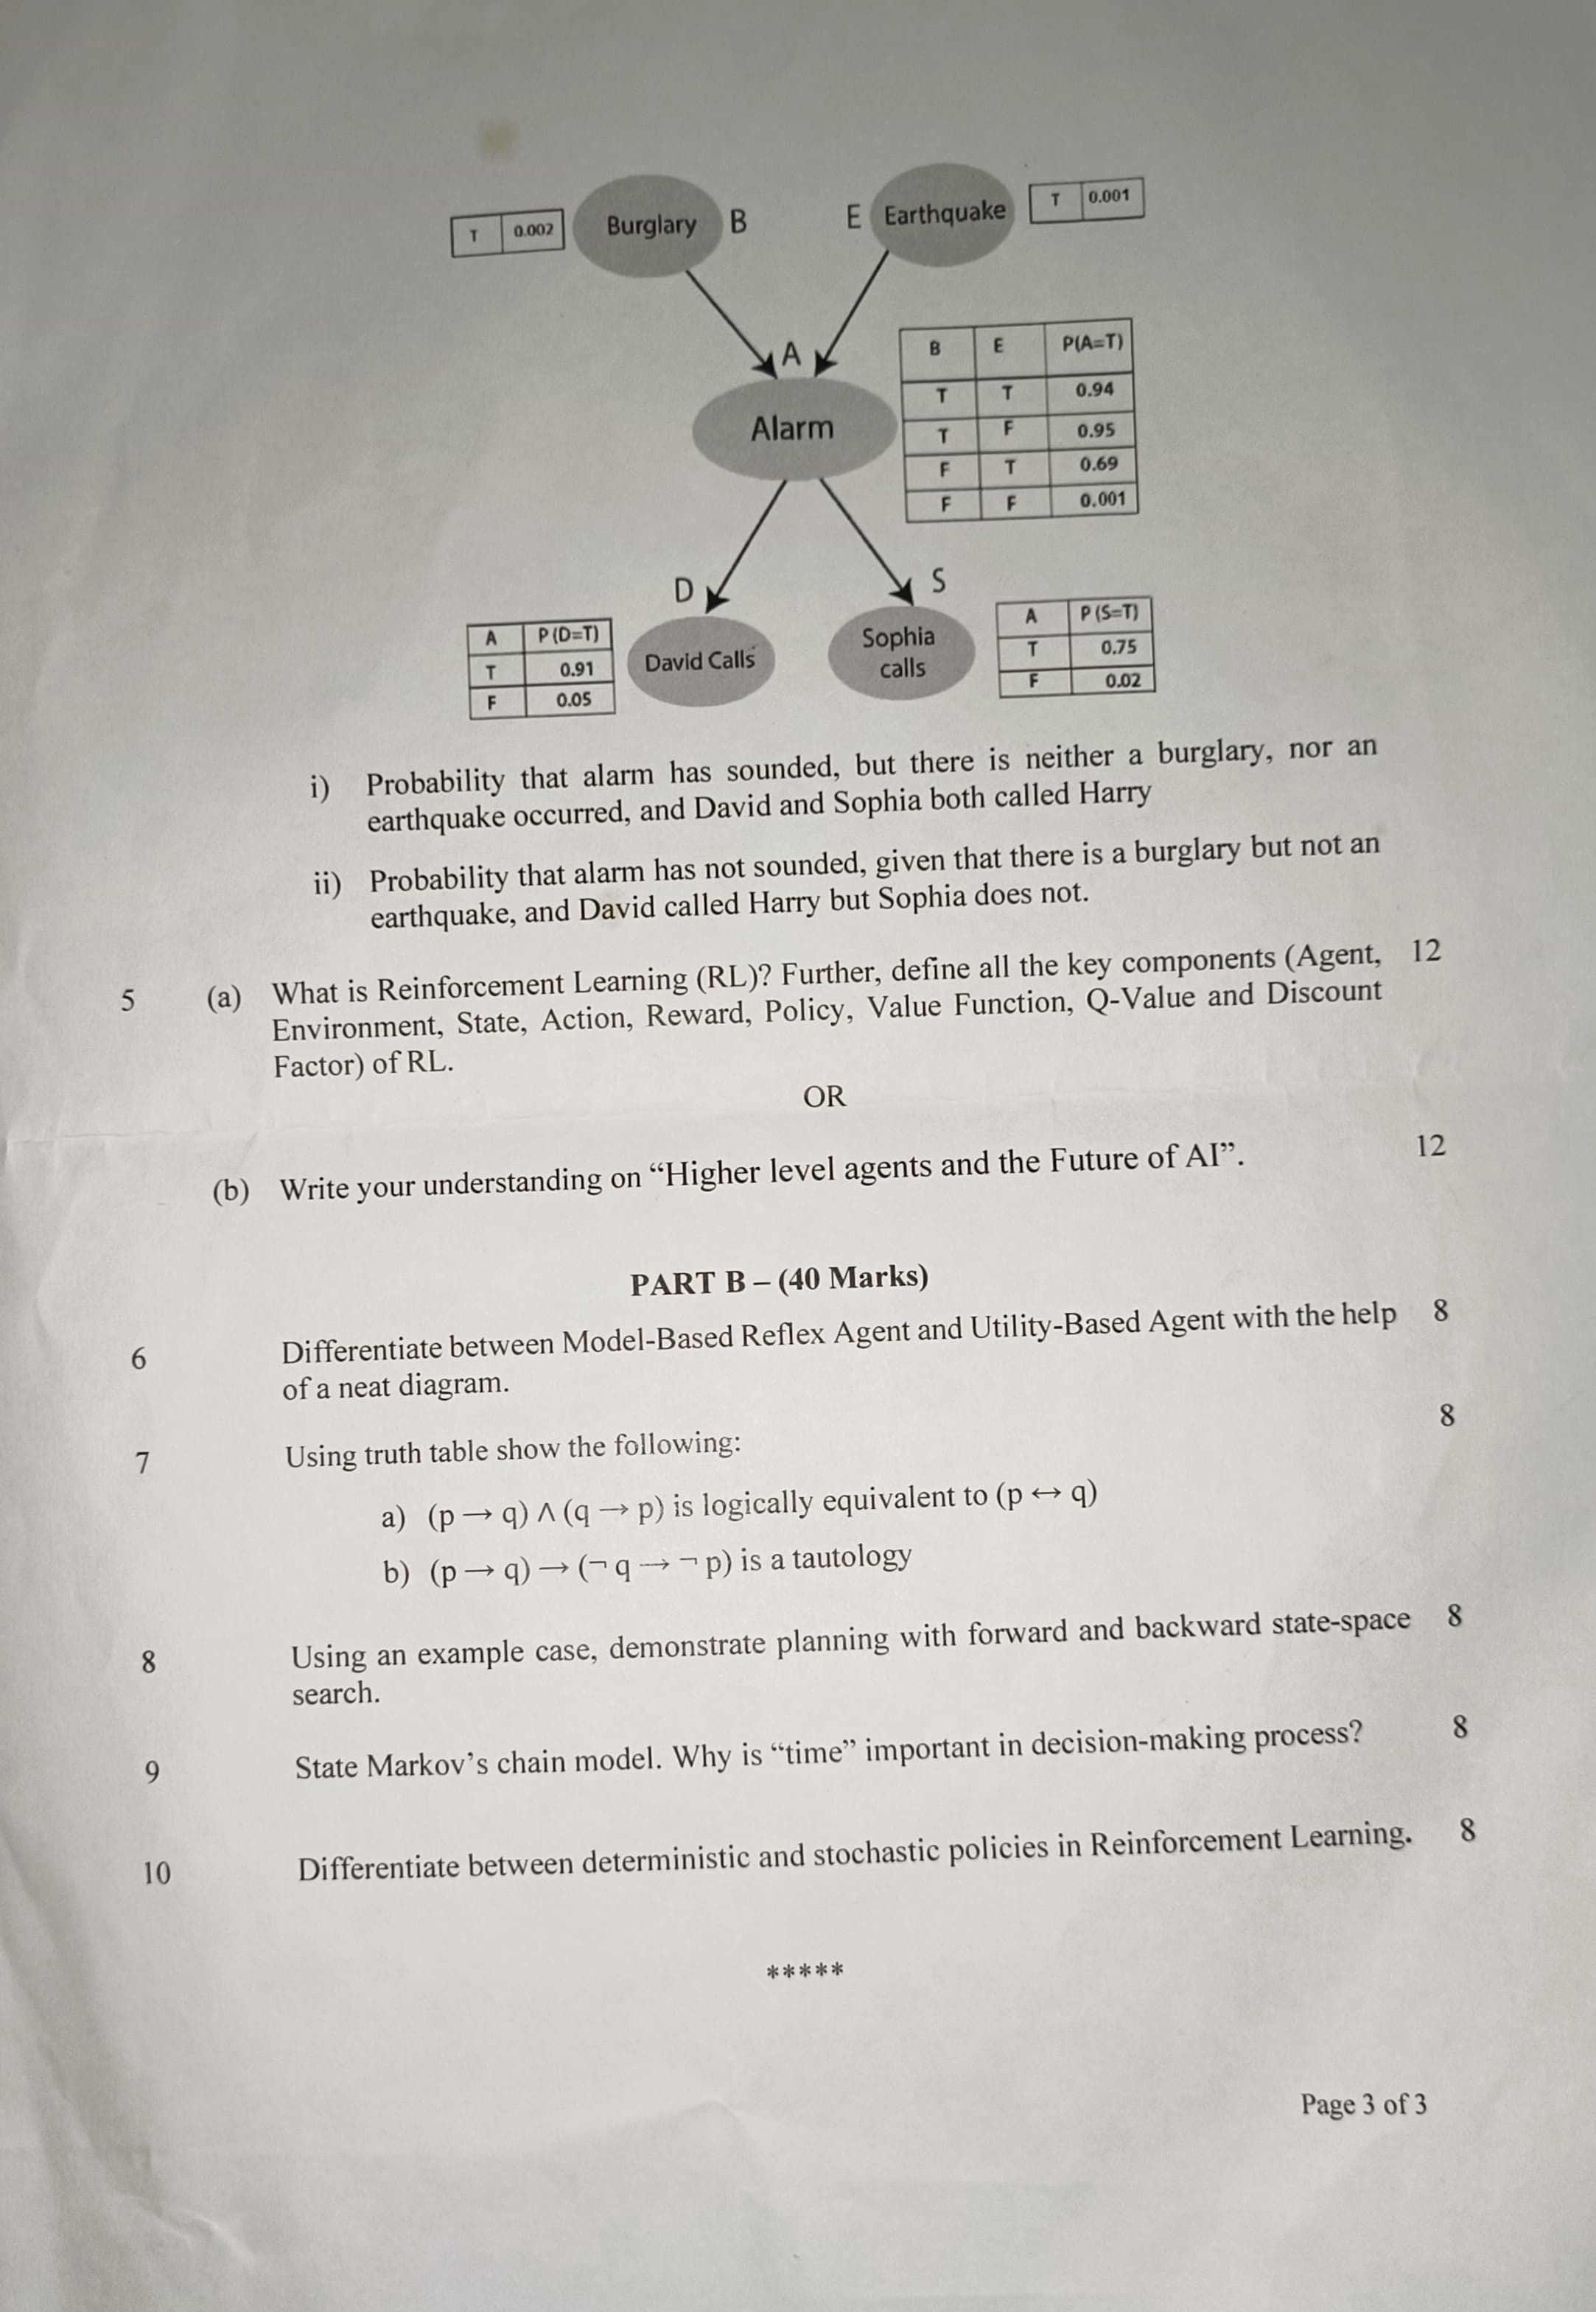 T 0.002 Burglary B E Earthquake T 0.001
A
B E P(A=T)
T T 0.94
Alarm
T F 0.95
F T 0.69
F F 0.001
D S
A P(D=T)
T 0.91
F 0.05
David Calls
Sophia
calls
A P(S=T)
T 0.75
F 0.02
i) Probability that alarm has sounded, but there is neither a burglary, nor an
earthquake occurred, and David and Sophia both called Harry
ii) Probability that alarm has not sounded, given that there is a burglary but not an
earthquake, and David called Harry but Sophia does not.
5 (a) What is Reinforcement Learning (RL)? Further, define all the key components (Agent, 12
Environment, State, Action, Reward, Policy, Value Function, Q-Value and Discount
Factor) of RL.
OR
(b) Write your understanding on “Higher level agents and the Future of AI”. 12
PART B – (40 Marks)
6 Differentiate between Model-Based Reflex Agent and Utility-Based Agent with the help 8
of a neat diagram.
7 Using truth table show the following: 8
a) (p → q) ∧ (q → p) is logically equivalent to (p ↔ q)
b) (p → q) → (¬ q → ¬ p) is a tautology
8 Using an example case, demonstrate planning with forward and backward state-space 8
search.
9 State Markov’s chain model. Why is “time” important in decision-making process? 8
10 Differentiate between deterministic and stochastic policies in Reinforcement Learning. 8
*****
Page 3 of 3